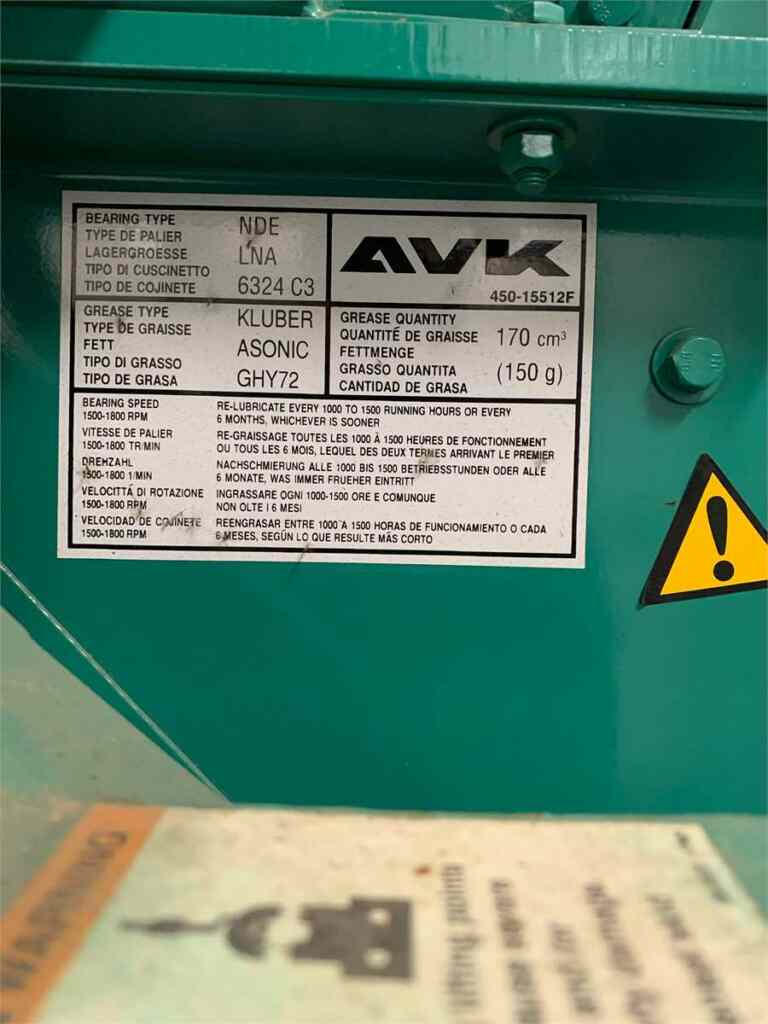 BEARING TYPE
TYPE DE PALIER
LAGERGROESSE
TIPO DI CUSCINETTO
TIPO DE COJINETE
NDE
LNA
6324 C3
AVK
450-15512F
GREASE TYPE
TYPE DE GRAISSE
FETT
TIPO DI GRASSO
TIPO DE GRASA
KLUBER
ASONIC
GHY72
GREASE QUANTITY
QUANTITÉ DE GRAISSE
FETTMENGE
GRASSO QUANTITA
CANTIDAD DE GRASA
170 cm³
(150 g)
BEARING SPEED
1500-1800 RPM
RE-LUBRICATE EVERY 1000 TO 1500 RUNNING HOURS OR EVERY
6 MONTHS, WHICHEVER IS SOONER
VITESSE DE PALIER
1500-1800 TR/MIN
RE-GRAISSAGE TOUTES LES 1000 À 1500 HEURES DE FONCTIONNEMENT
OU TOUS LES 6 MOIS, LEQUEL DES DEUX TERMES ARRIVANT LE PREMIER
DREHZAHL
1500-1800 1/MIN
NACHSCHMIERUNG ALLE 1000 BIS 1500 BETRIEBSSTUNDEN ODER ALLE
6 MONATE, WAS IMMER FRUEHER EINTRITT
VELOCITTÁ DI ROTAZIONE
1500-1800 RPM
INGRASSARE OGNI 1000-1500 ORE E COMUNQUE
NON OLTE I 6 MESI
VELOCIDAD DE COJINETE
1500-1800 RPM
REENGRASAR ENTRE 1000 A 1500 HORAS DE FUNCIONAMIENTO O CADA
6 MESES, SEGÚN LO QUE RESULTE MÁS CORTO
WARNING
lifting point